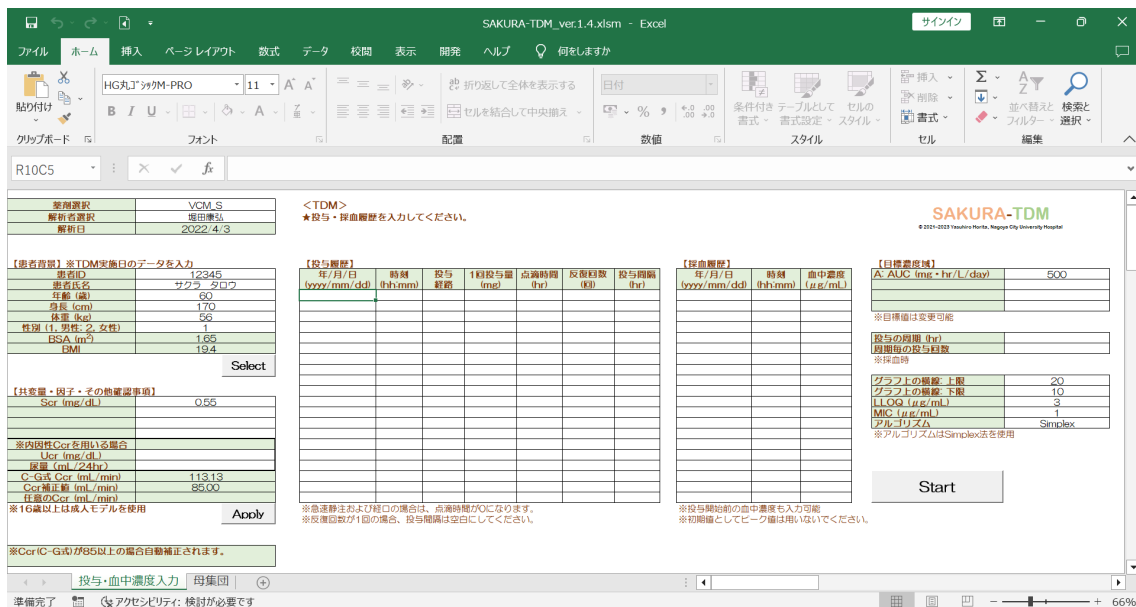 SAKURA-TDM_ver.1.4.xlsm - Excel
サインイン
ファイル ホーム 挿入 ページ レイアウト 数式 データ 校閲 表示 開発 ヘルプ 何をしますか
貼り付け
クリップボード
HG丸ゴシックM-PRO 11
B I U
フォント
折り返して全体を表示する
セルを結合して中央揃え
配置
日付
数値
条件付き書式
テーブルとして書式設定
セルのスタイル
スタイル
挿入
削除
書式
セル
並べ替えと フィルター
検索と選択
編集
R10C5
fx
薬剤選択 VCM_S
解析者選択 堀田康弘
解析日 2022/4/3
<TDM>
★投与・採血履歴を入力してください。
SAKURA-TDM
© 2021-2023 Yasuhiro Horita, Nagoya City University Hospital
【患者背景】※TDM実施日のデータを入力
患者ID 12345
患者氏名 サクラ タロウ
年齢 (歳) 60
身長 (cm) 170
体重 (kg) 56
性別 (1, 男性; 2, 女性) 1
BSA (m²) 1.65
BMI 19.4
Select
【共変量・因子・その他確認事項】
Scr (mg/dL) 0.55
※内因性Ccrを用いる場合
Ucr (mg/dL)
尿量 (mL/24hr)
C-G式 Ccr (mL/min) 113.13
Ccr補正値 (mL/min) 85.00
任意のCcr (mL/min)
※16歳以上は成人モデルを使用
Apply
※Ccr(C-G式)が85以上の場合自動補正されます。
【投与履歴】
年/月/日 (yyyy/mm/dd) 時刻 (hh:mm) 投与経路 1回投与量 (mg) 点滴時間 (hr) 反復回数 (回) 投与間隔 (hr)
※急速静注および経口の場合は、点滴時間が0になります。
※反復回数が1回の場合、投与間隔は空白にしてください。
【採血履歴】
年/月/日 (yyyy/mm/dd) 時刻 (hh:mm) 血中濃度 (μg/mL)
※投与開始前の血中濃度も入力可能
※初期値としてピーク値は用いないでください。
【目標濃度域】
A: AUC (mg・hr/L/day) 500
※目標値は変更可能
投与の周期 (hr)
周期毎の投与回数
※採血時
グラフ上の横線: 上限 20
グラフ上の横線: 下限 10
LLOQ (μg/mL) 3
MIC (μg/mL) 1
アルゴリズム Simplex
※アルゴリズムはSimplex法を使用
Start
投与・血中濃度入力 母集団
準備完了 アクセシビリティ: 検討が必要です 66%